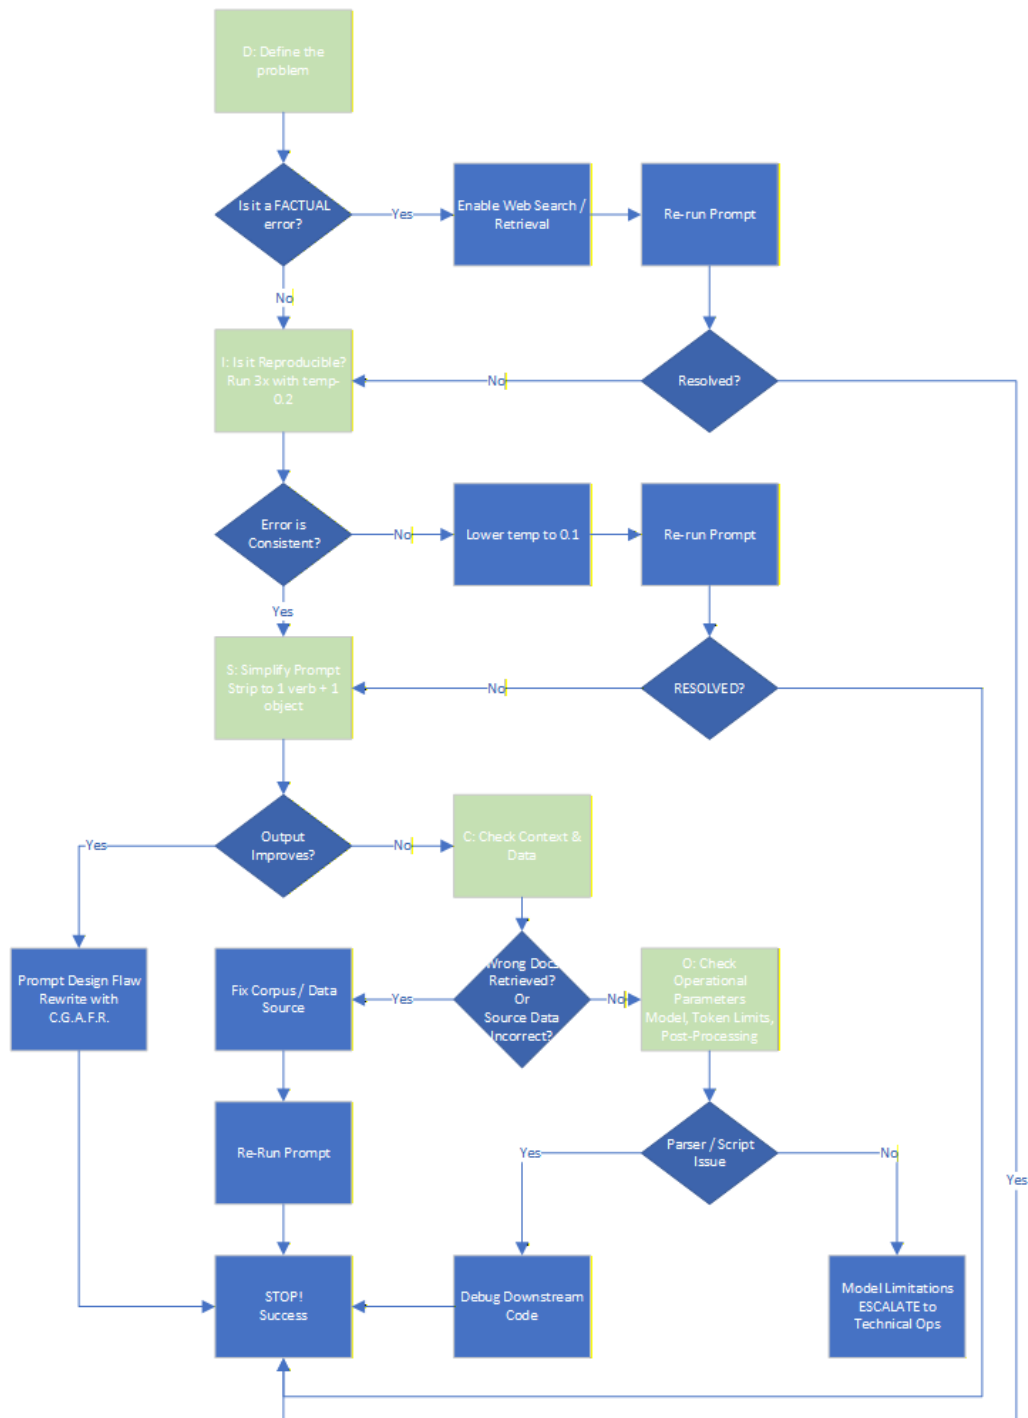 D: Define the
problem
Is it a FACTUAL
error?
Yes
Enable Web Search /
Retrieval
Re-run Prompt
No
I: Is it Reproducible?
Run 3x with temp-
0.2
No
Resolved?
Error is
Consistent?
No
Lower temp to 0.1
Re-run Prompt
Yes
S: Simplify Prompt
Strip to 1 verb + 1
object
No
RESOLVED?
Output
Improves?
Yes
No
C: Check Context &
Data
Prompt Design Flaw
Rewrite with
C.G.A.F.R.
Fix Corpus / Data
Source
Yes
Wrong Docs
Retrieved?
Or
Source Data
Incorrect?
No
O: Check
Operational
Parameters
Model, Token Limits,
Post-Processing
Re-Run Prompt
Yes
Parser / Script
Issue
No
Yes
STOP!
Success
Debug Downstream
Code
Model Limitations
ESCALATE to
Technical Ops